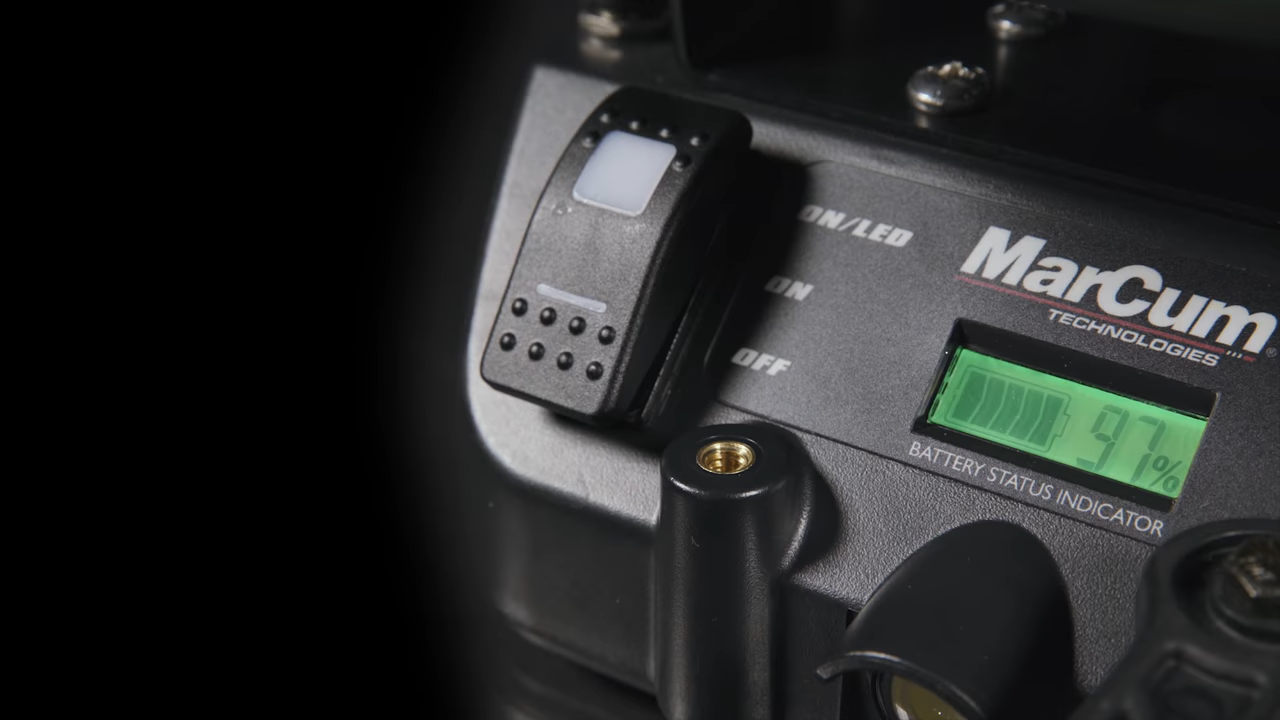 ON/LED
ON
OFF
MarCum®
TECHNOLOGIES
97%
BATTERY STATUS INDICATOR